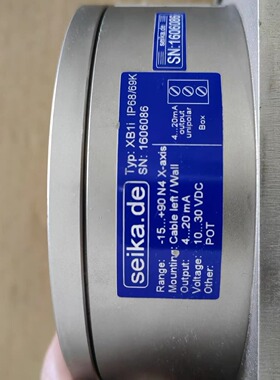 seika.de
SN:1606086
seika.de
Typ: XB1i IP68/69K
SN: 1606086
4...20mA
output
unipolar
Box
Range: -15...+90 N4 X-axis
Mounting: Cable left / Wall
Output: 4...20 mA
Voltage: 10...30 VDC
Other: POT